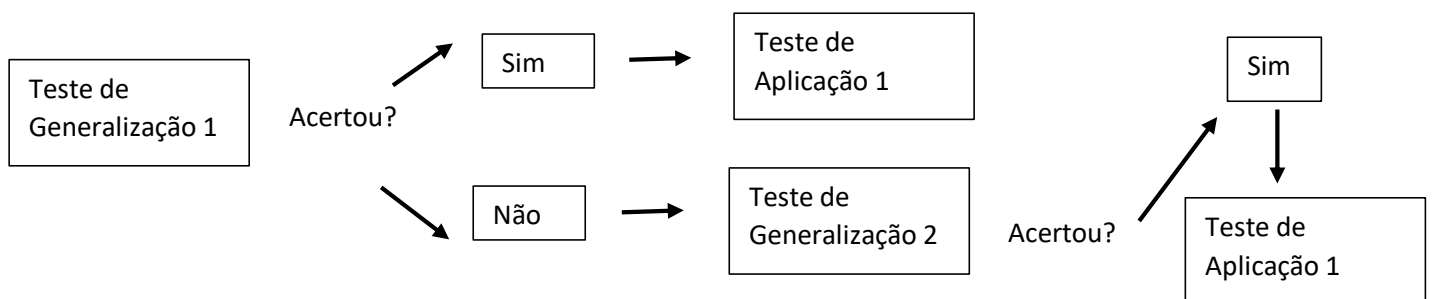 Teste de
Generalização 1
Acertou?
Sim
Teste de
Aplicação 1
Não
Teste de
Generalização 2
Acertou?
Sim
Teste de
Aplicação 1